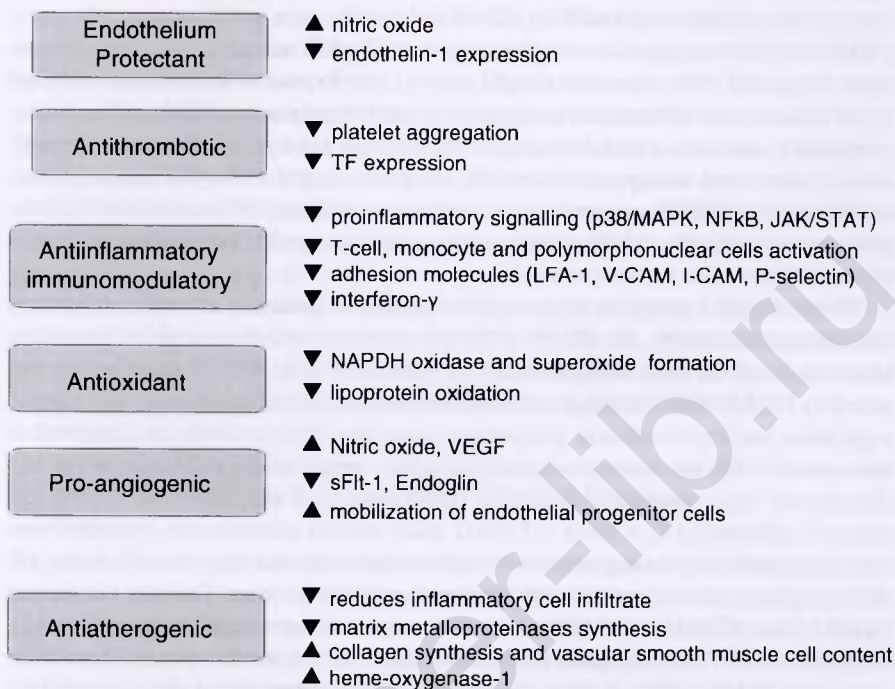 Endothelium
Protectant
▲ nitric oxide
▼ endothelin-1 expression
Antithrombotic
▼ platelet aggregation
▼ TF expression
Antiinflammatory
immunomodulatory
▼ proinflammatory signalling (p38/MAPK, NFkB, JAK/STAT)
▼ T-cell, monocyte and polymorphonuclear cells activation
▼ adhesion molecules (LFA-1, V-CAM, I-CAM, P-selectin)
▼ interferon-γ
Antioxidant
▼ NAPDH oxidase and superoxide formation
▼ lipoprotein oxidation
Pro-angiogenic
▲ Nitric oxide, VEGF
▼ sFlt-1, Endoglin
▲ mobilization of endothelial progenitor cells
Antiatherogenic
▼ reduces inflammatory cell infiltrate
▼ matrix metalloproteinases synthesis
▲ collagen synthesis and vascular smooth muscle cell content
▲ heme-oxygenase-1
er-lib.ru